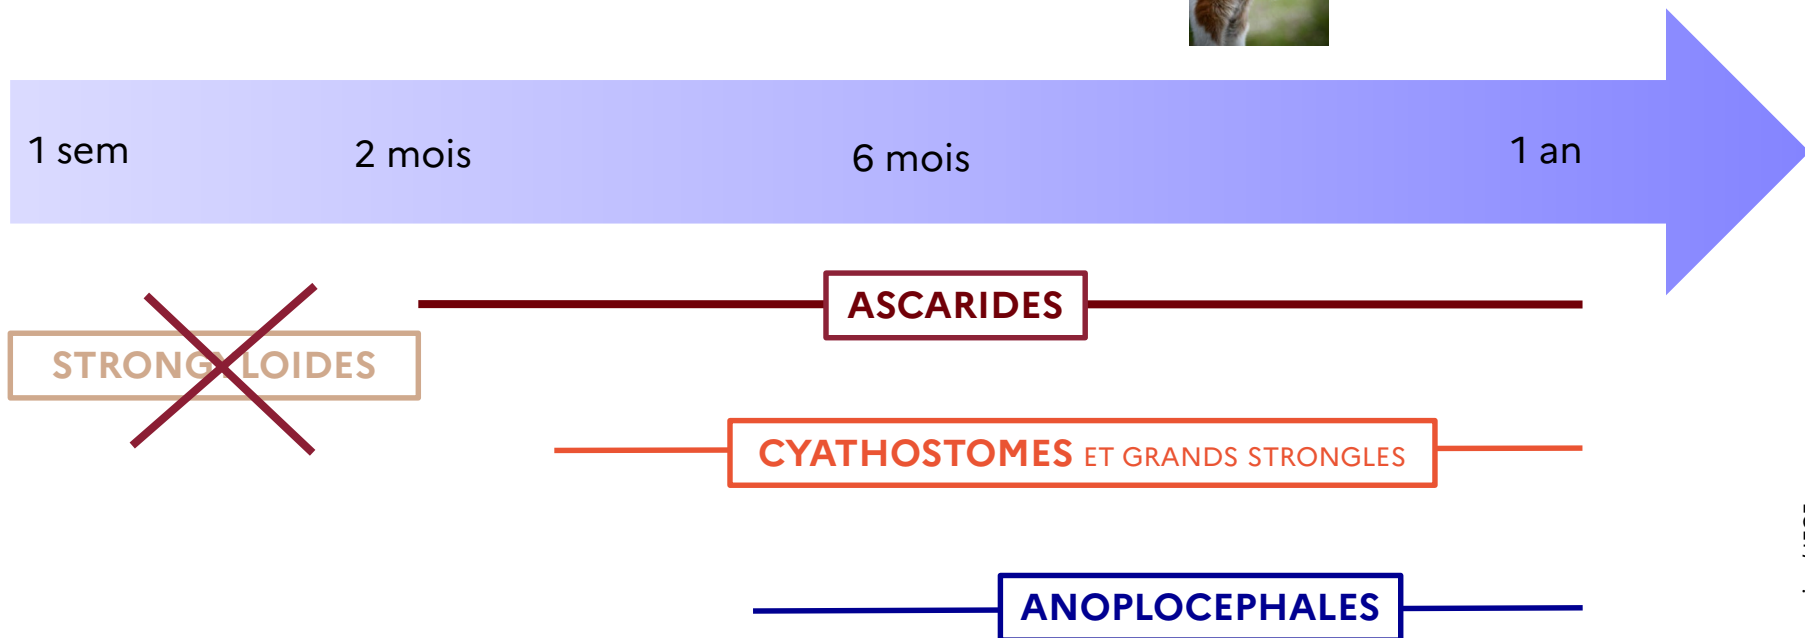 1 sem
2 mois
6 mois
1 an
ASCARIDES
STRONGYLOIDES
CYATHOSTOMES ET GRANDS STRONGLES
ANOPLOCEPHALES